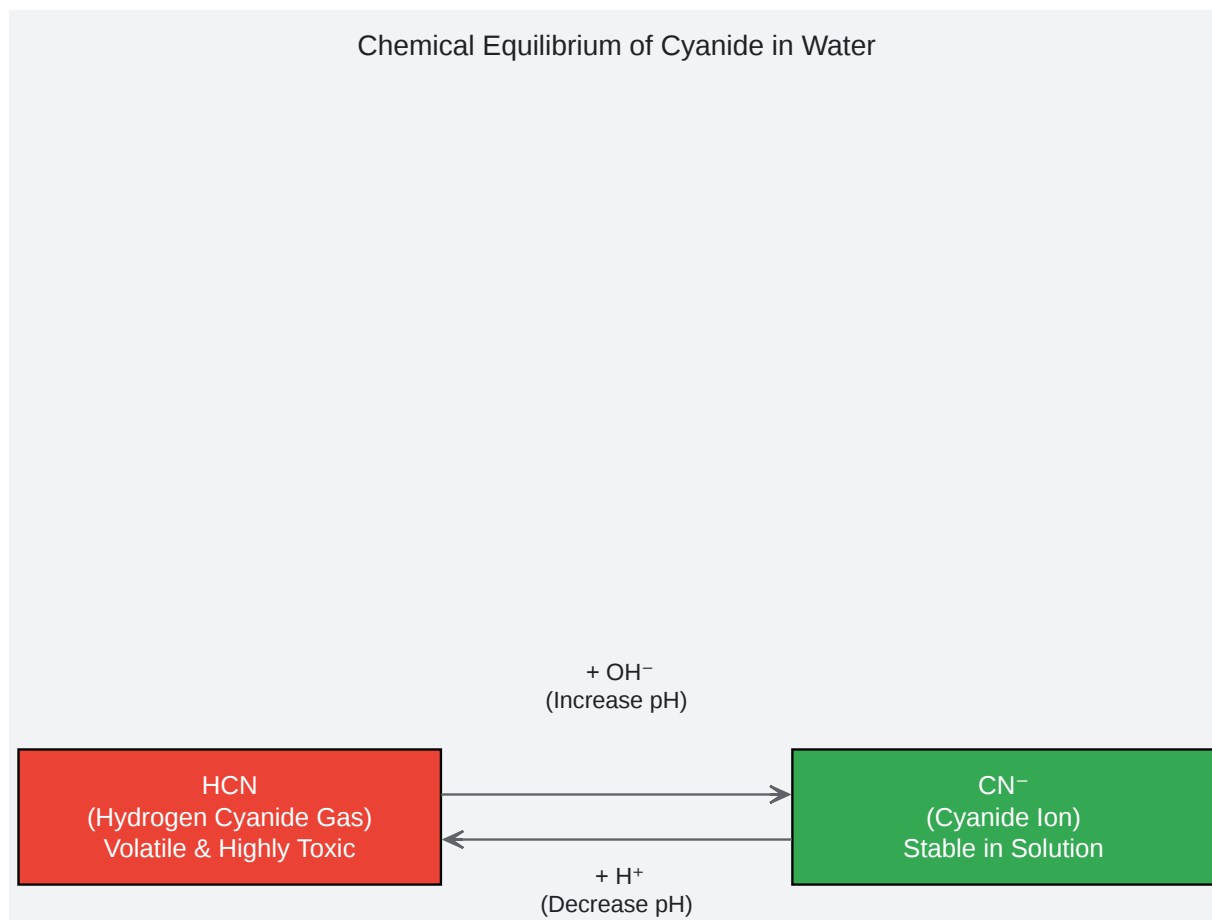 Chemical Equilibrium of Cyanide in Water
+ OH⁻
(Increase pH)
HCN
(Hydrogen Cyanide Gas)
Volatile & Highly Toxic
CN⁻
(Cyanide Ion)
Stable in Solution
+ H⁺
(Decrease pH)